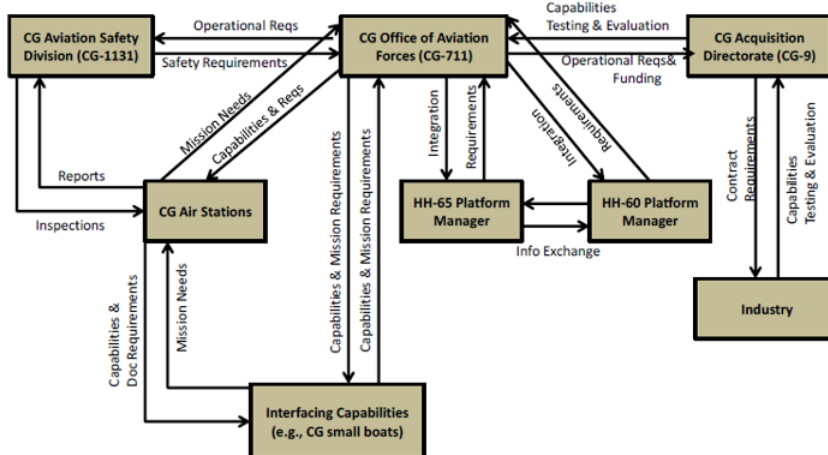 Operational Reqs
Capabilities
Testing & Evaluation
CG Aviation Safety
Division (CG-1131)
CG Office of Aviation
Forces (CG-711)
CG Acquisition
Directorate (CG-9)
Safety Requirements
Operational Reqs&
Funding
Mission Needs
Capabilities & Reqs
Integration
Requirements
Integration
Requirements
Contract
Requirements
Capabilities
Testing & Evaluation
Reports
CG Air Stations
Inspections
HH-65 Platform
Manager
HH-60 Platform
Manager
Info Exchange
Capabilities & Mission Requirements
Capabilities & Mission Requirements
Capabilities &
Doc Requirements
Mission Needs
Industry
Interfacing Capabilities
(e.g., CG small boats)